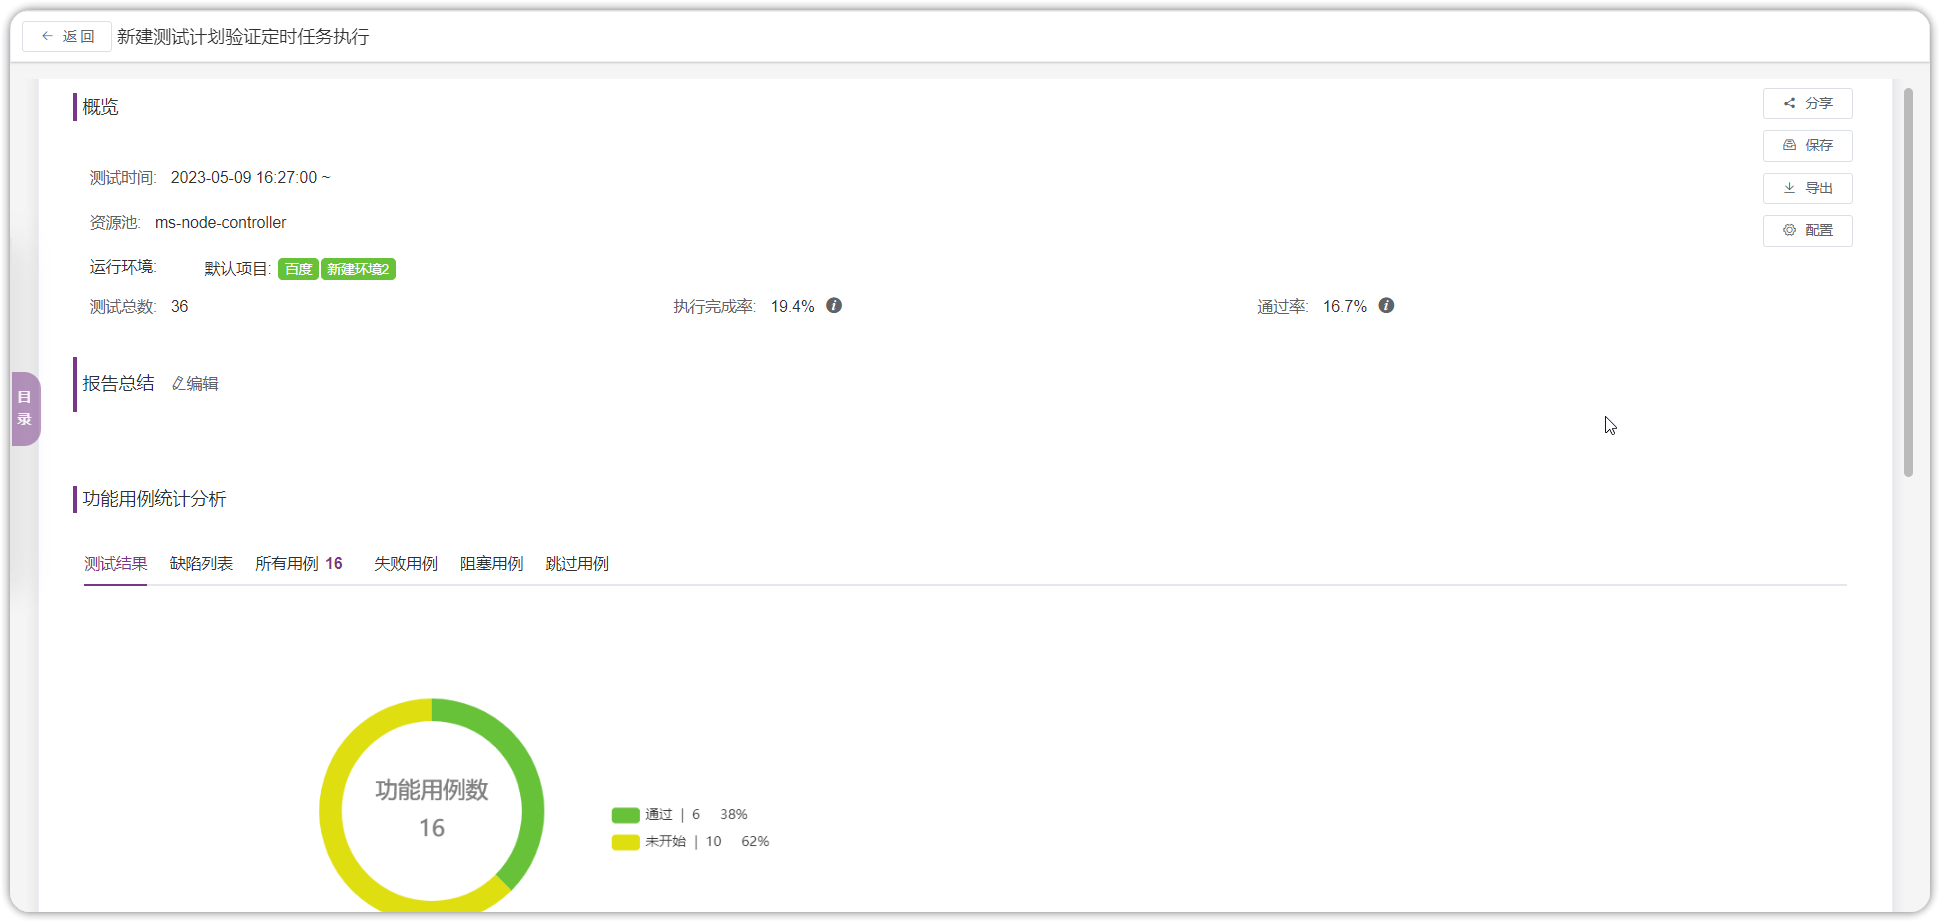 返回 新建测试计划验证定时任务执行
概览
分享
保存
导出
配置
测试时间: 2023-05-09 16:27:00 ~
资源池: ms-node-controller
运行环境: 默认项目: 百度 新建环境2
测试总数: 36 执行完成率: 19.4% 通过率: 16.7%
目录
报告总结 编辑
功能用例统计分析
测试结果 缺陷列表 所有用例 16 失败用例 阻塞用例 跳过用例
功能用例数
16
通过 | 6 38%
未开始 | 10 62%